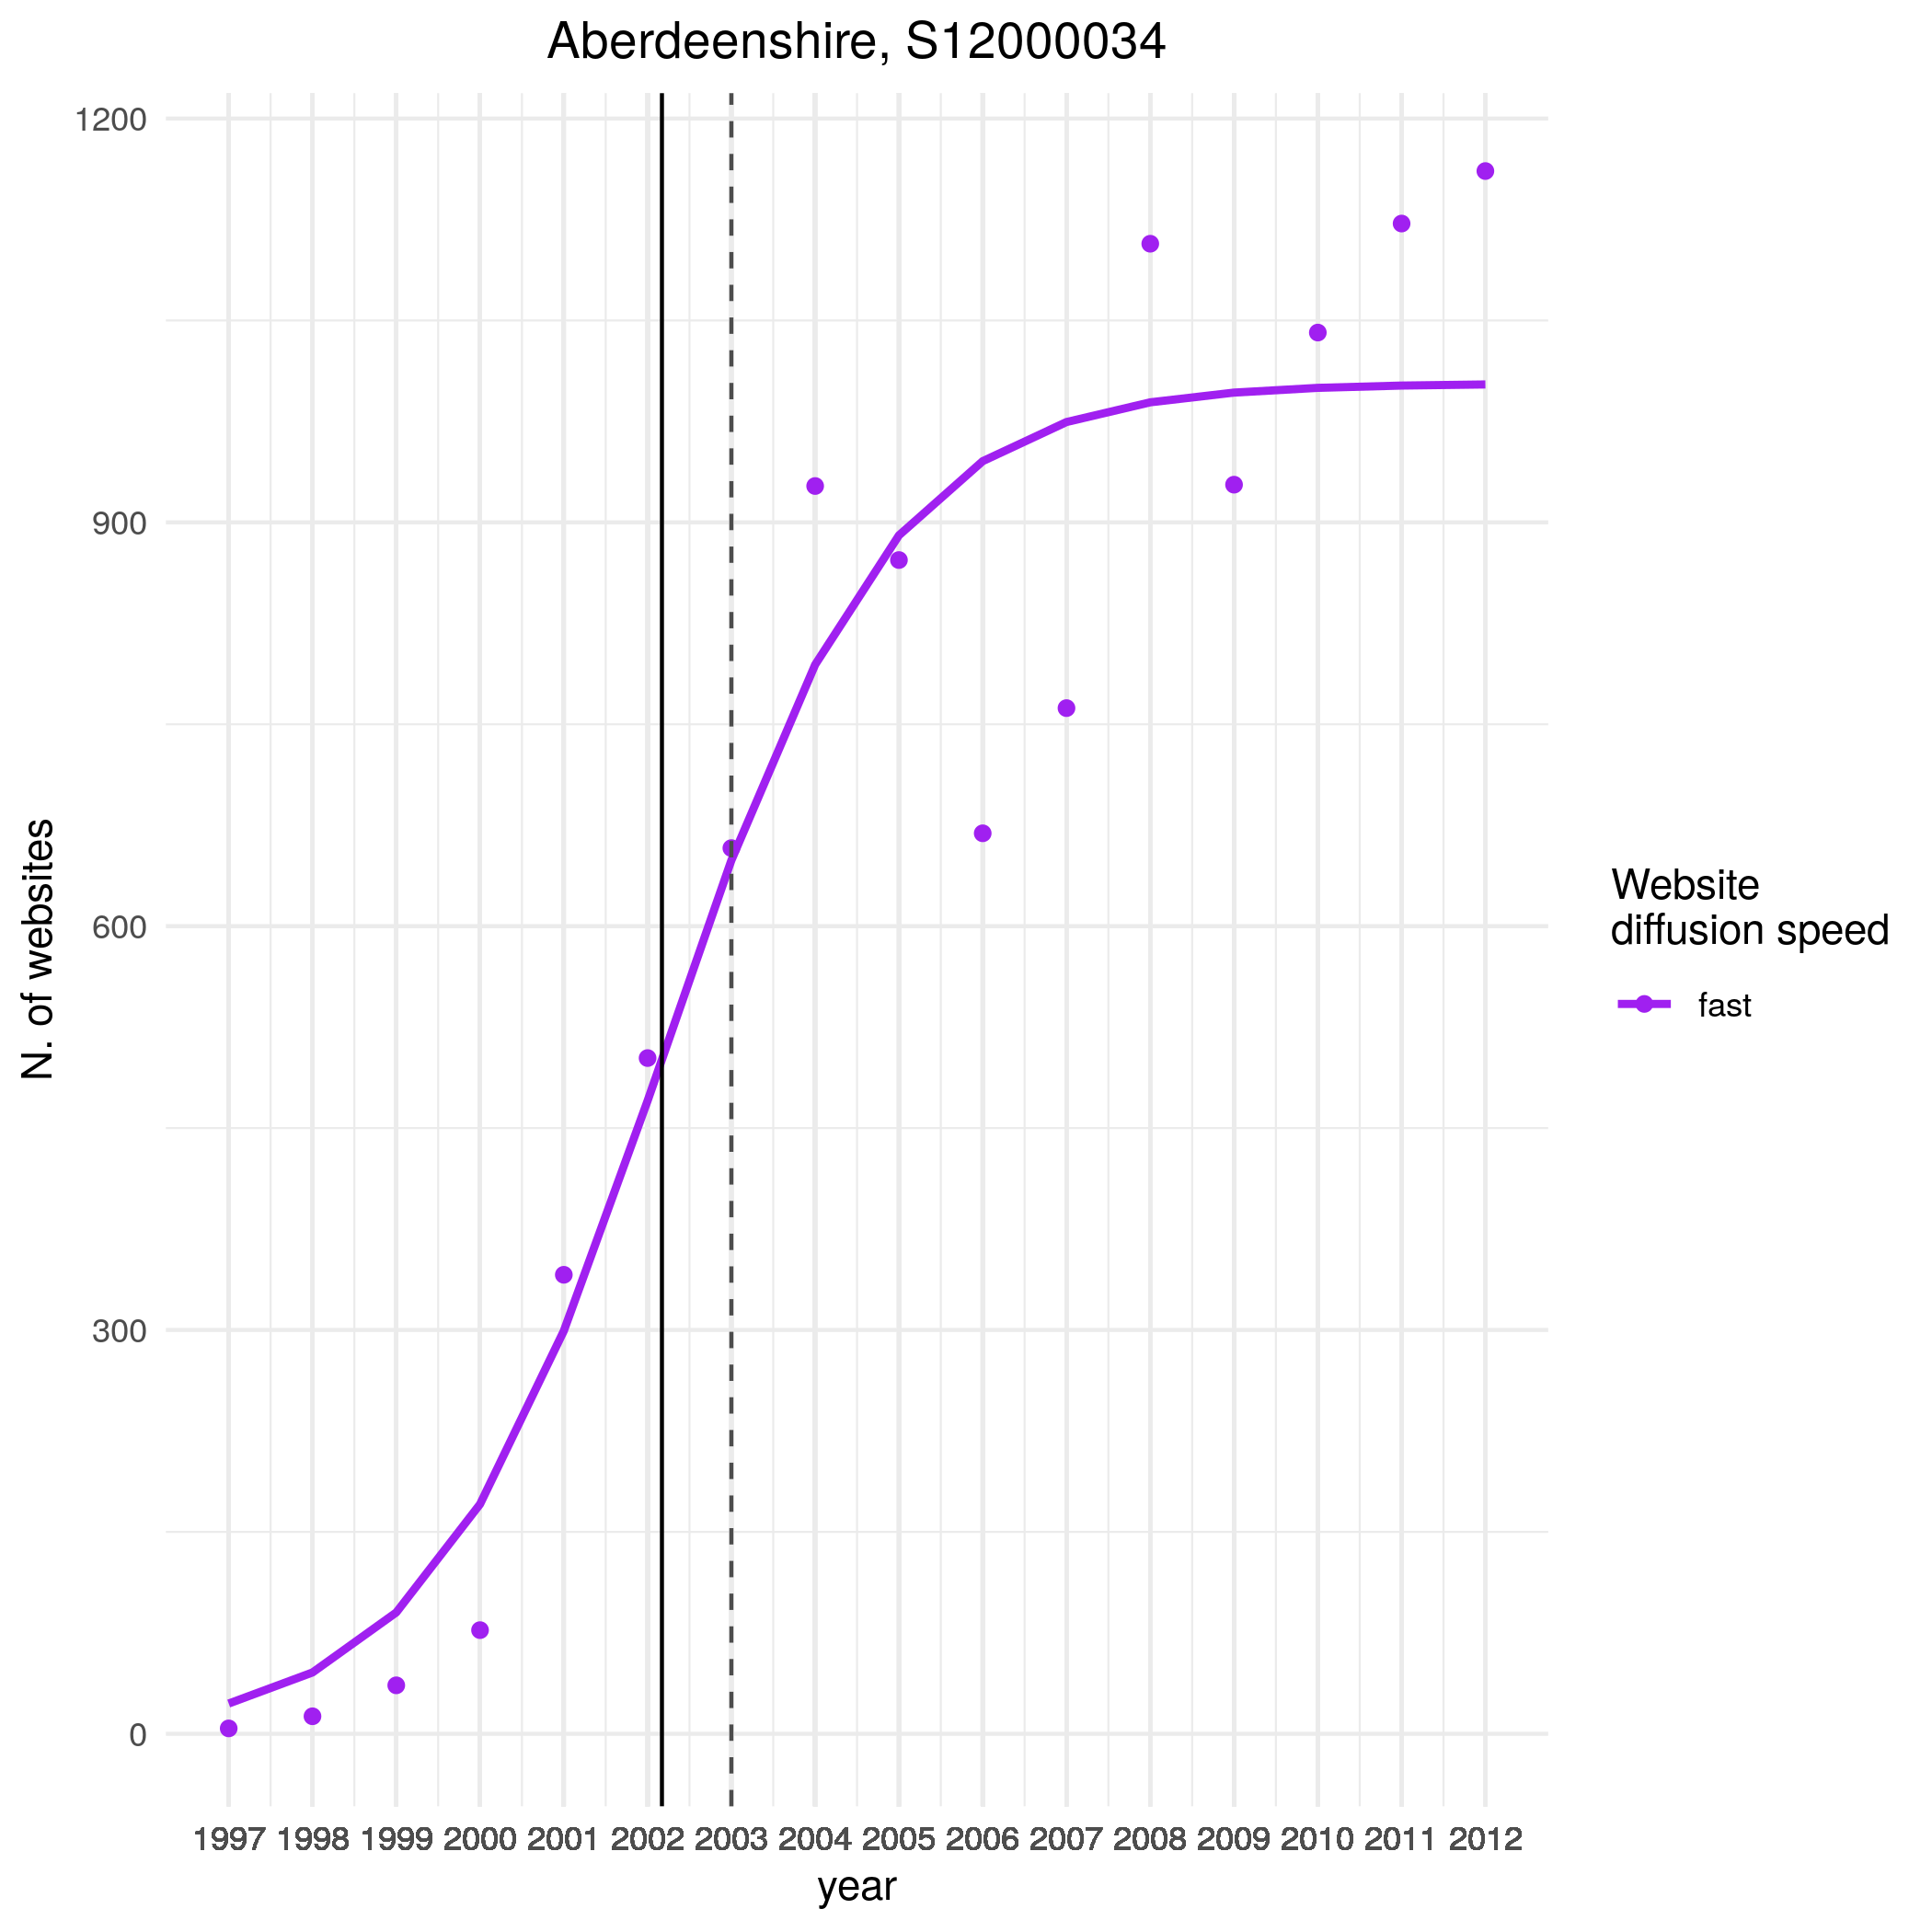 Aberdeenshire, S12000034
1200
900
600
300
0
N. of websites
1997 1998 1999 2000 2001 2002 2003 2004 2005 2006 2007 2008 2009 2010 2011 2012
year
Website
diffusion speed
fast